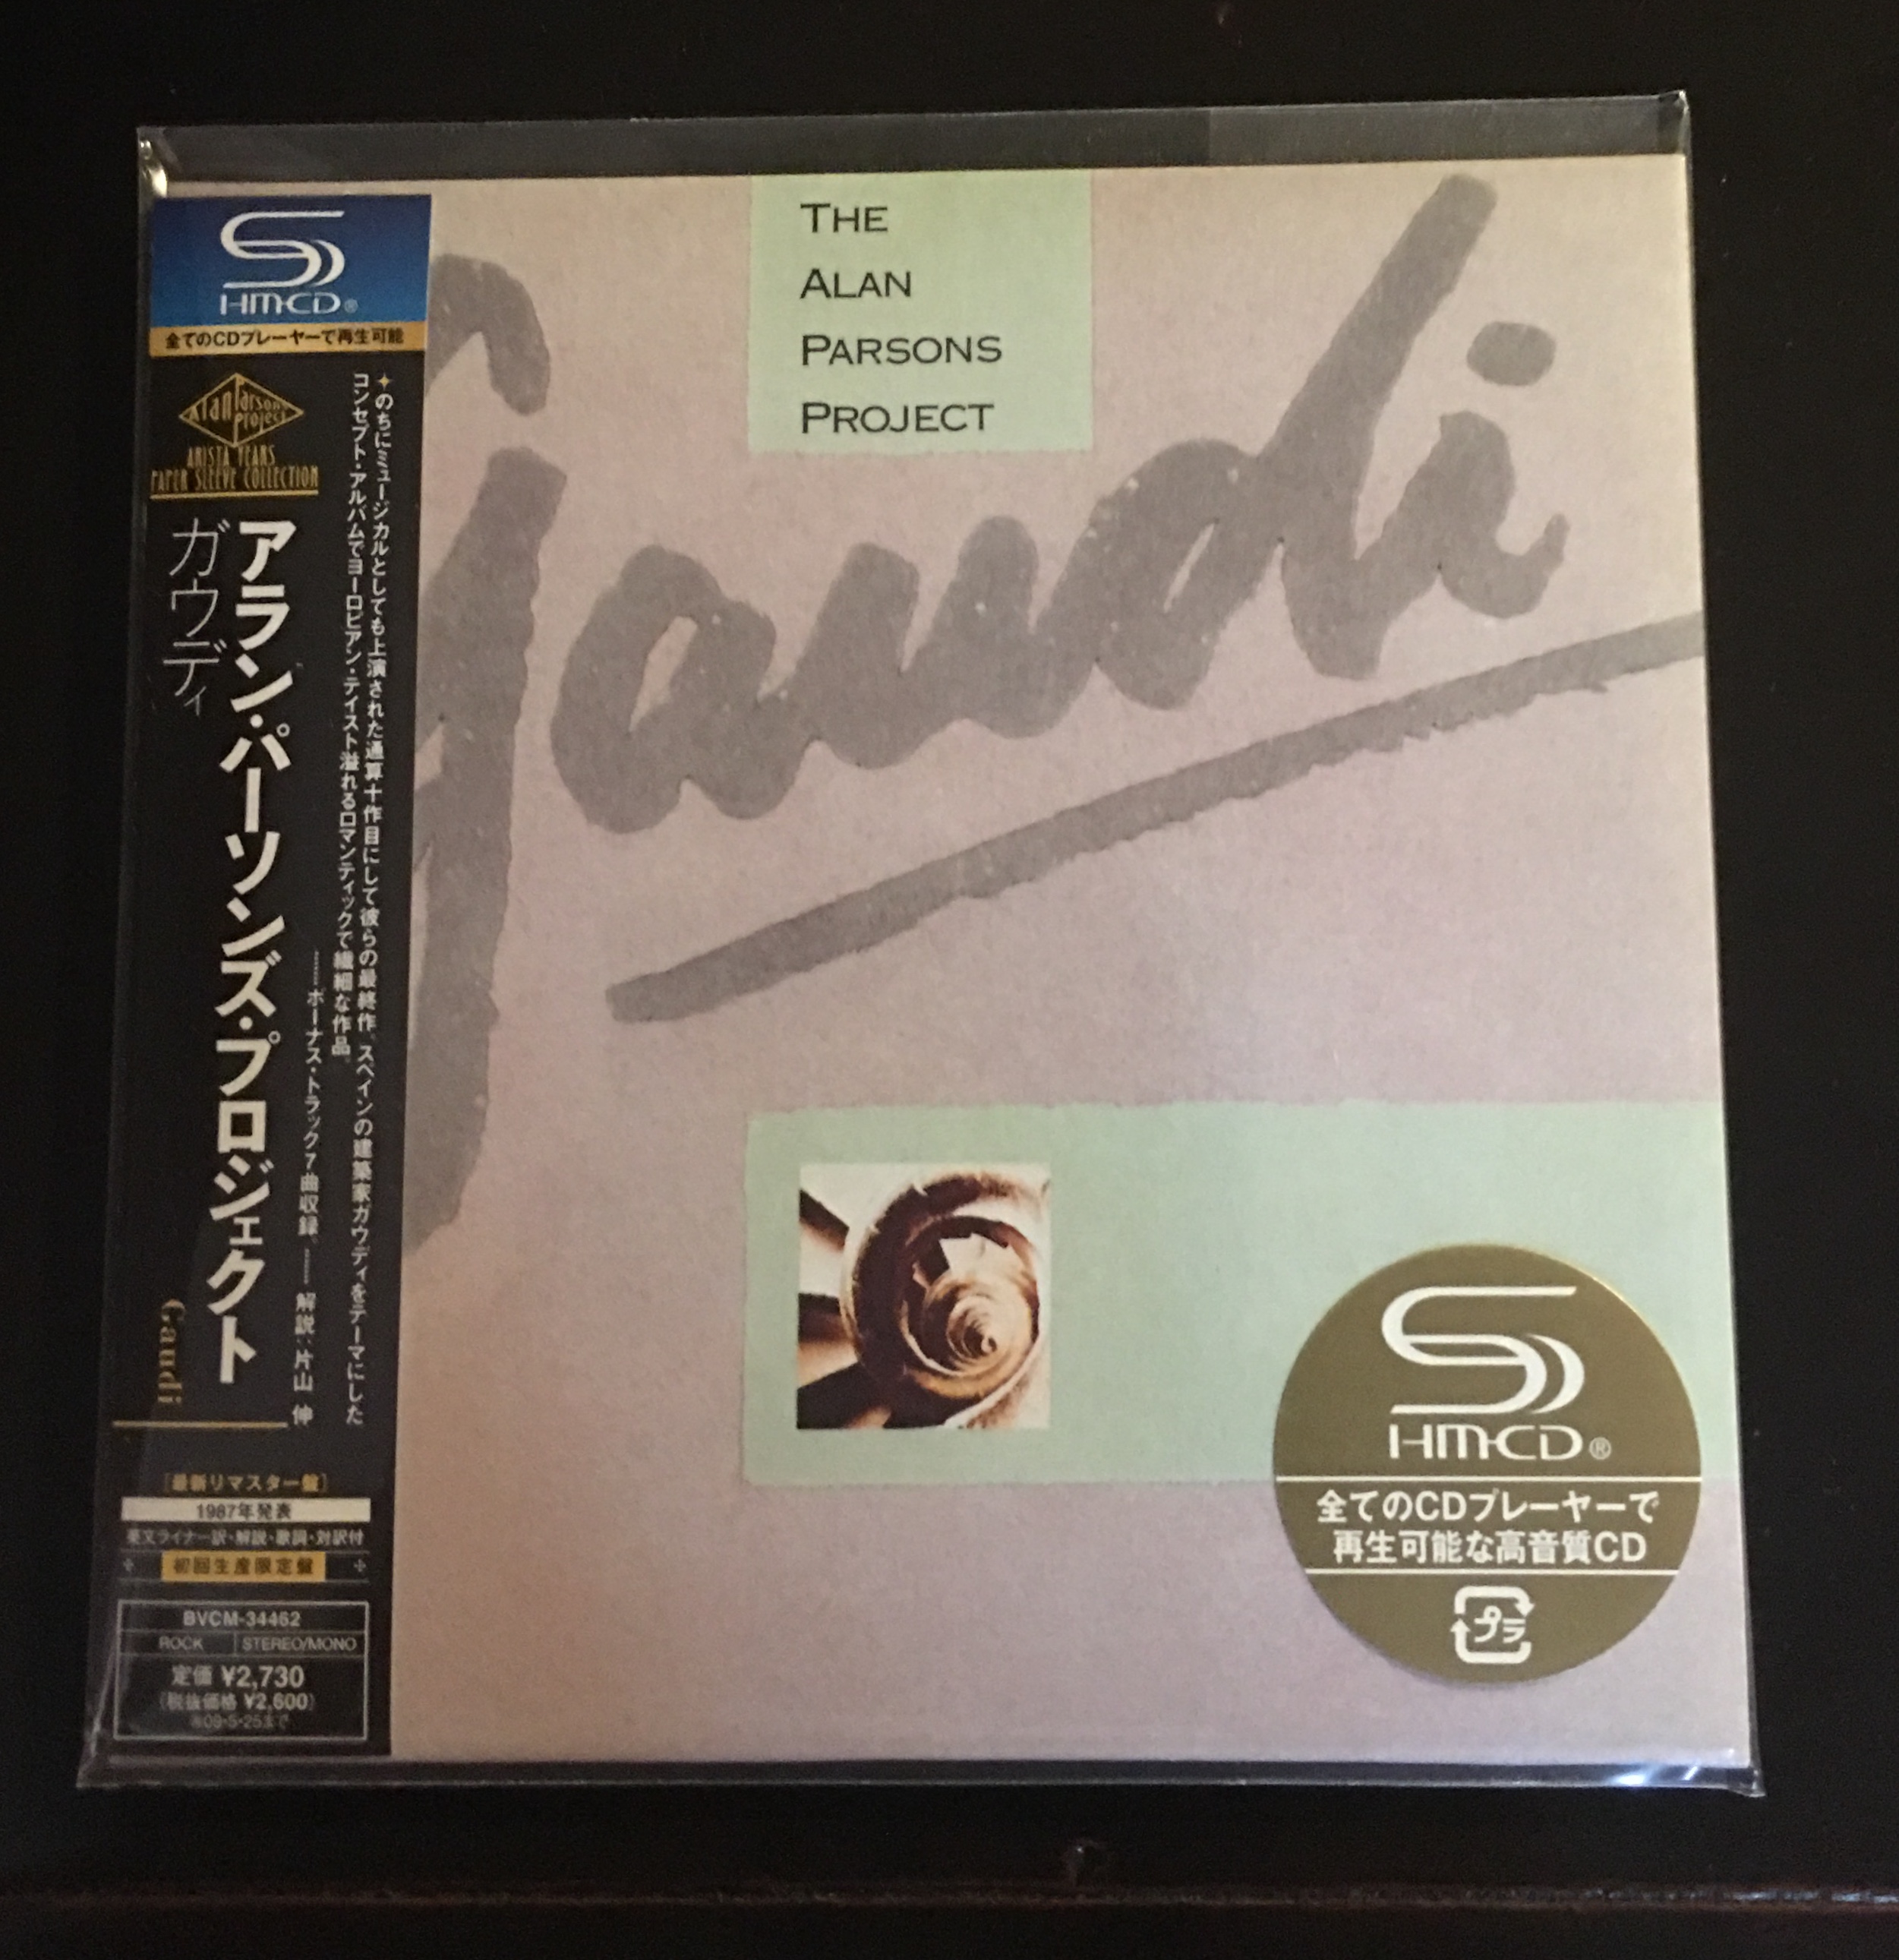 SHM-CD®
全てのCDプレーヤーで再生可能
Alan Parsons Project
ARISTA YEARS
PAPER SLEEVE COLLECTION
✦のちにミュージカルとしても上演された通算十作目にして彼らの最終作。スペインの建築家ガウディをテーマにした
コンセプト・アルバムでヨーロピアン・テイスト溢れるロマンティックで繊細な作品。
……ボーナス・トラック7曲収録。—— 解説:片山 伸
アラン・パーソンズ・プロジェクト
ガウディ
Gaudi
[最新リマスター盤]
1987年発表
英文ライナー訳・解説・歌詞・対訳付
初回生産限定盤
BVCM-34462
ROCK STEREO/MONO
定価 ¥2,730
(税抜価格 ¥2,600)
09・5・25まで
THE
ALAN
PARSONS
PROJECT
Gaudi
SHM-CD®
全てのCDプレーヤーで
再生可能な高音質CD
プラ